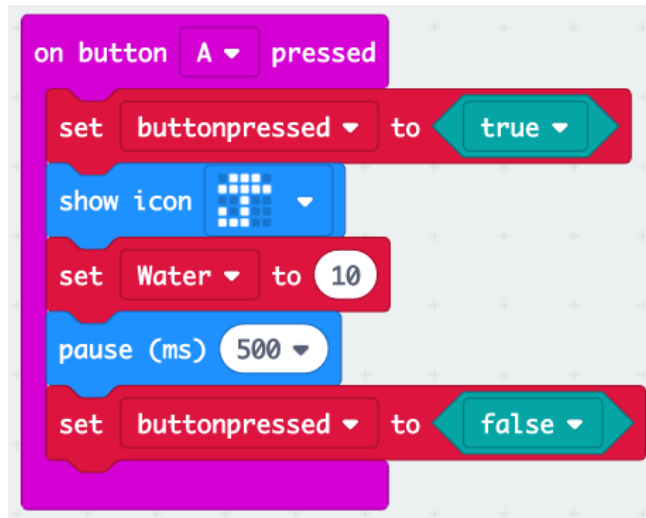 on button A pressed
set buttonpressed to true
show icon
set Water to 10
pause (ms) 500
set buttonpressed to false